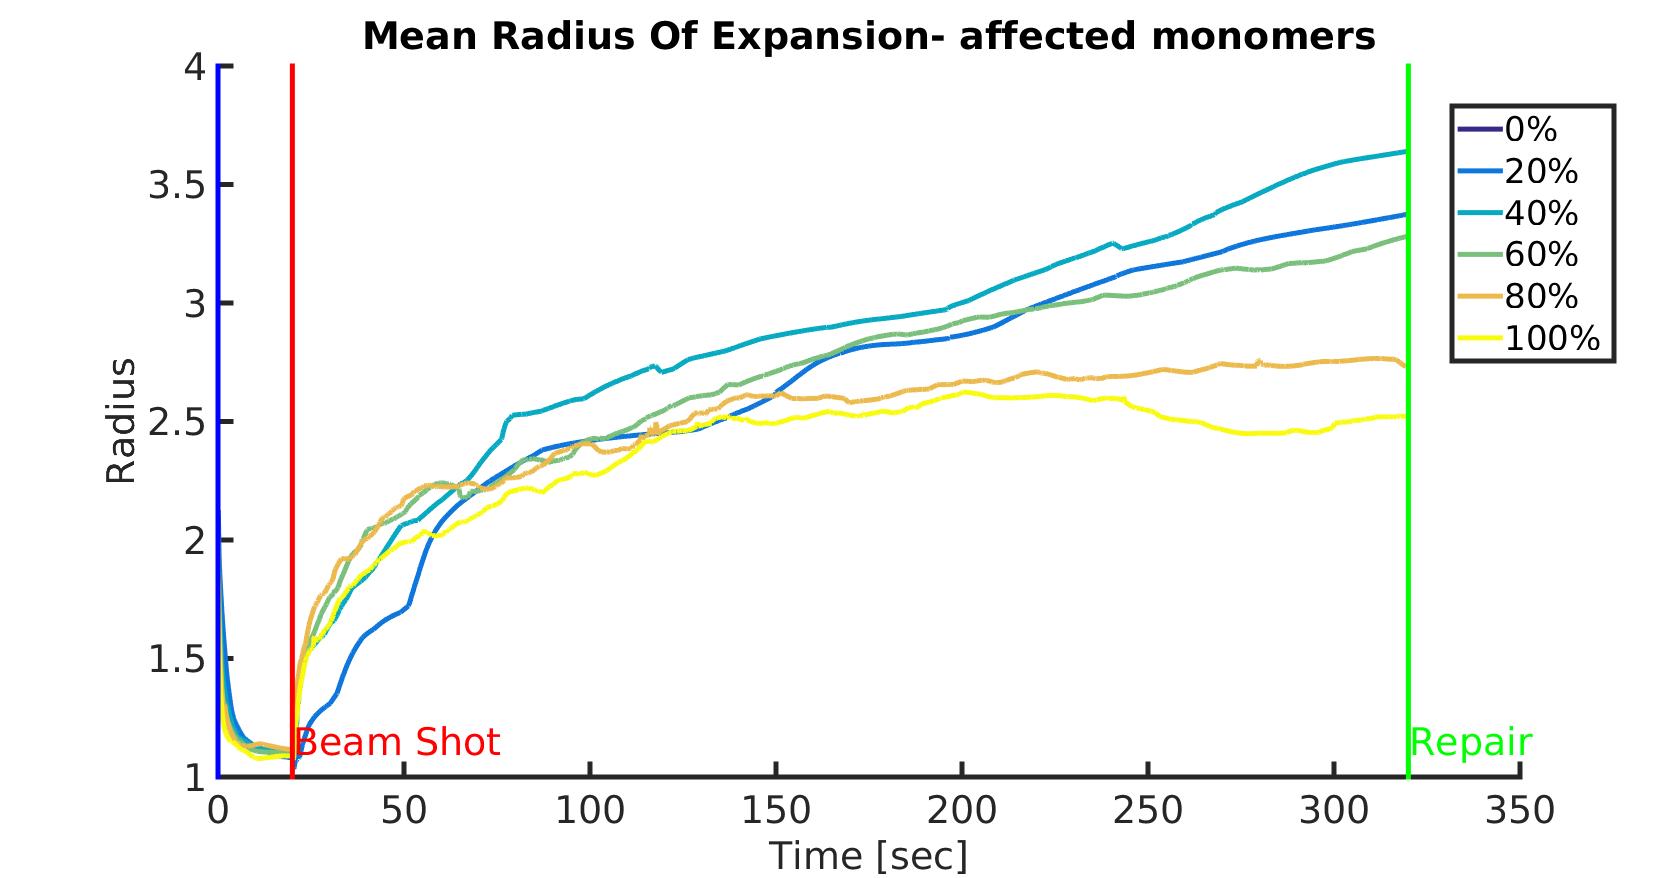 Mean Radius Of Expansion- affected monomers
4
3.5
3
2.5
2
1.5
1
Radius
0%
20%
40%
60%
80%
100%
Beam Shot
Repair
0 50 100 150 200 250 300 350
Time [sec]